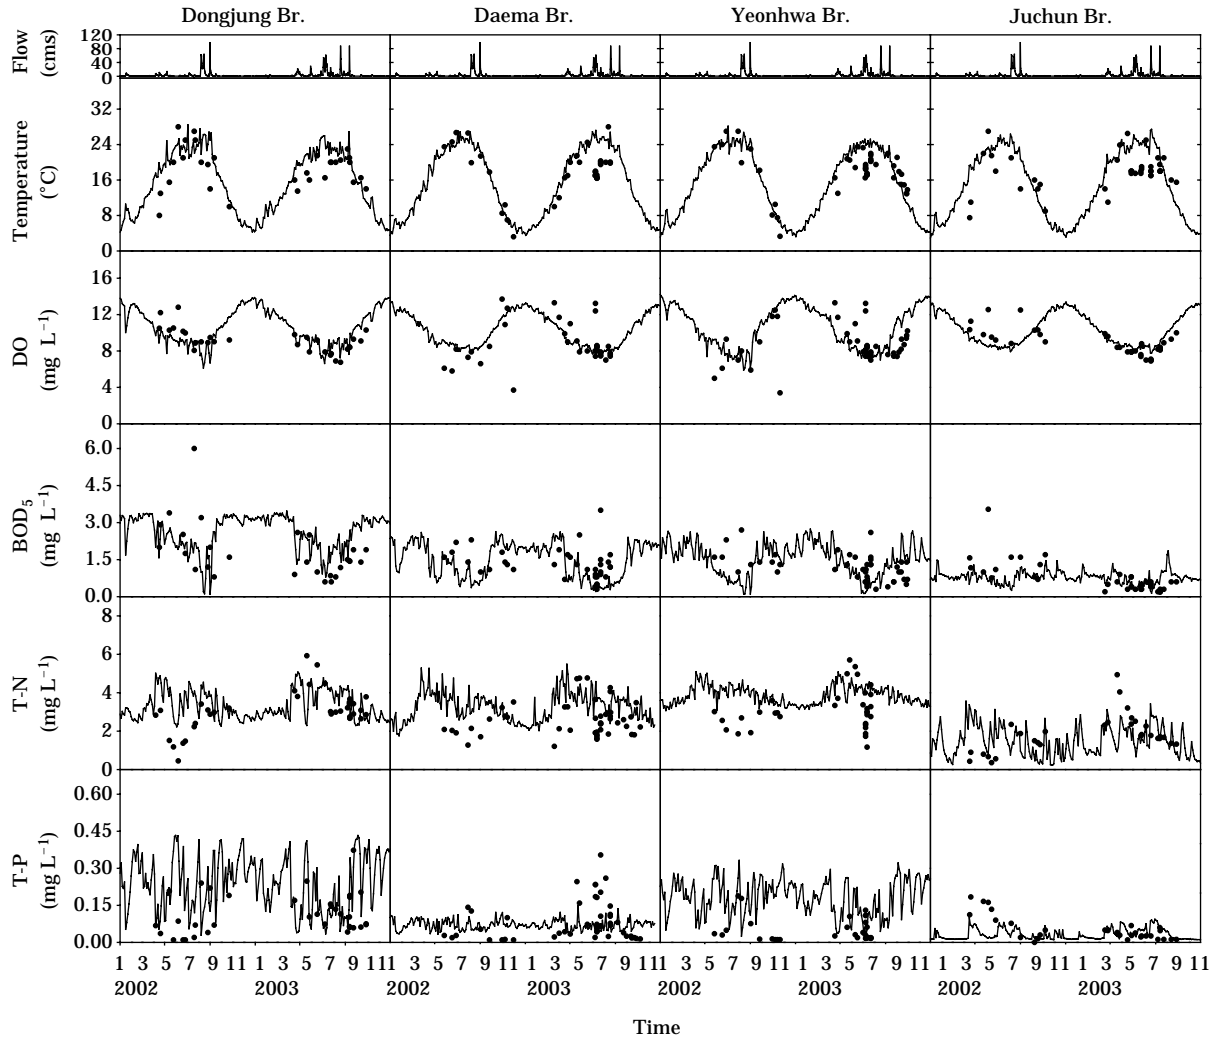 Dongjung Br. Daema Br. Yeonhwa Br. Juchun Br.
Flow
(cms)
120
80
40
0
Temperature
(°C)
32
24
16
8
0
DO
(mg L⁻¹)
16
12
8
4
0
BOD₅
(mg L⁻¹)
6.0
4.5
3.0
1.5
0.0
T-N
(mg L⁻¹)
8
6
4
2
0
T-P
(mg L⁻¹)
0.60
0.45
0.30
0.15
0.00
1 3 5 7 9 11 1 3 5 7 9 11 1 3 5 7 9 11 1 3 5 7 9 11 1 3 5 7 9 11 1 3 5 7 9 11 1 3 5 7 9 11 1 3 5 7 9 11
2002 2003 2002 2003 2002 2003 2002 2003
Time